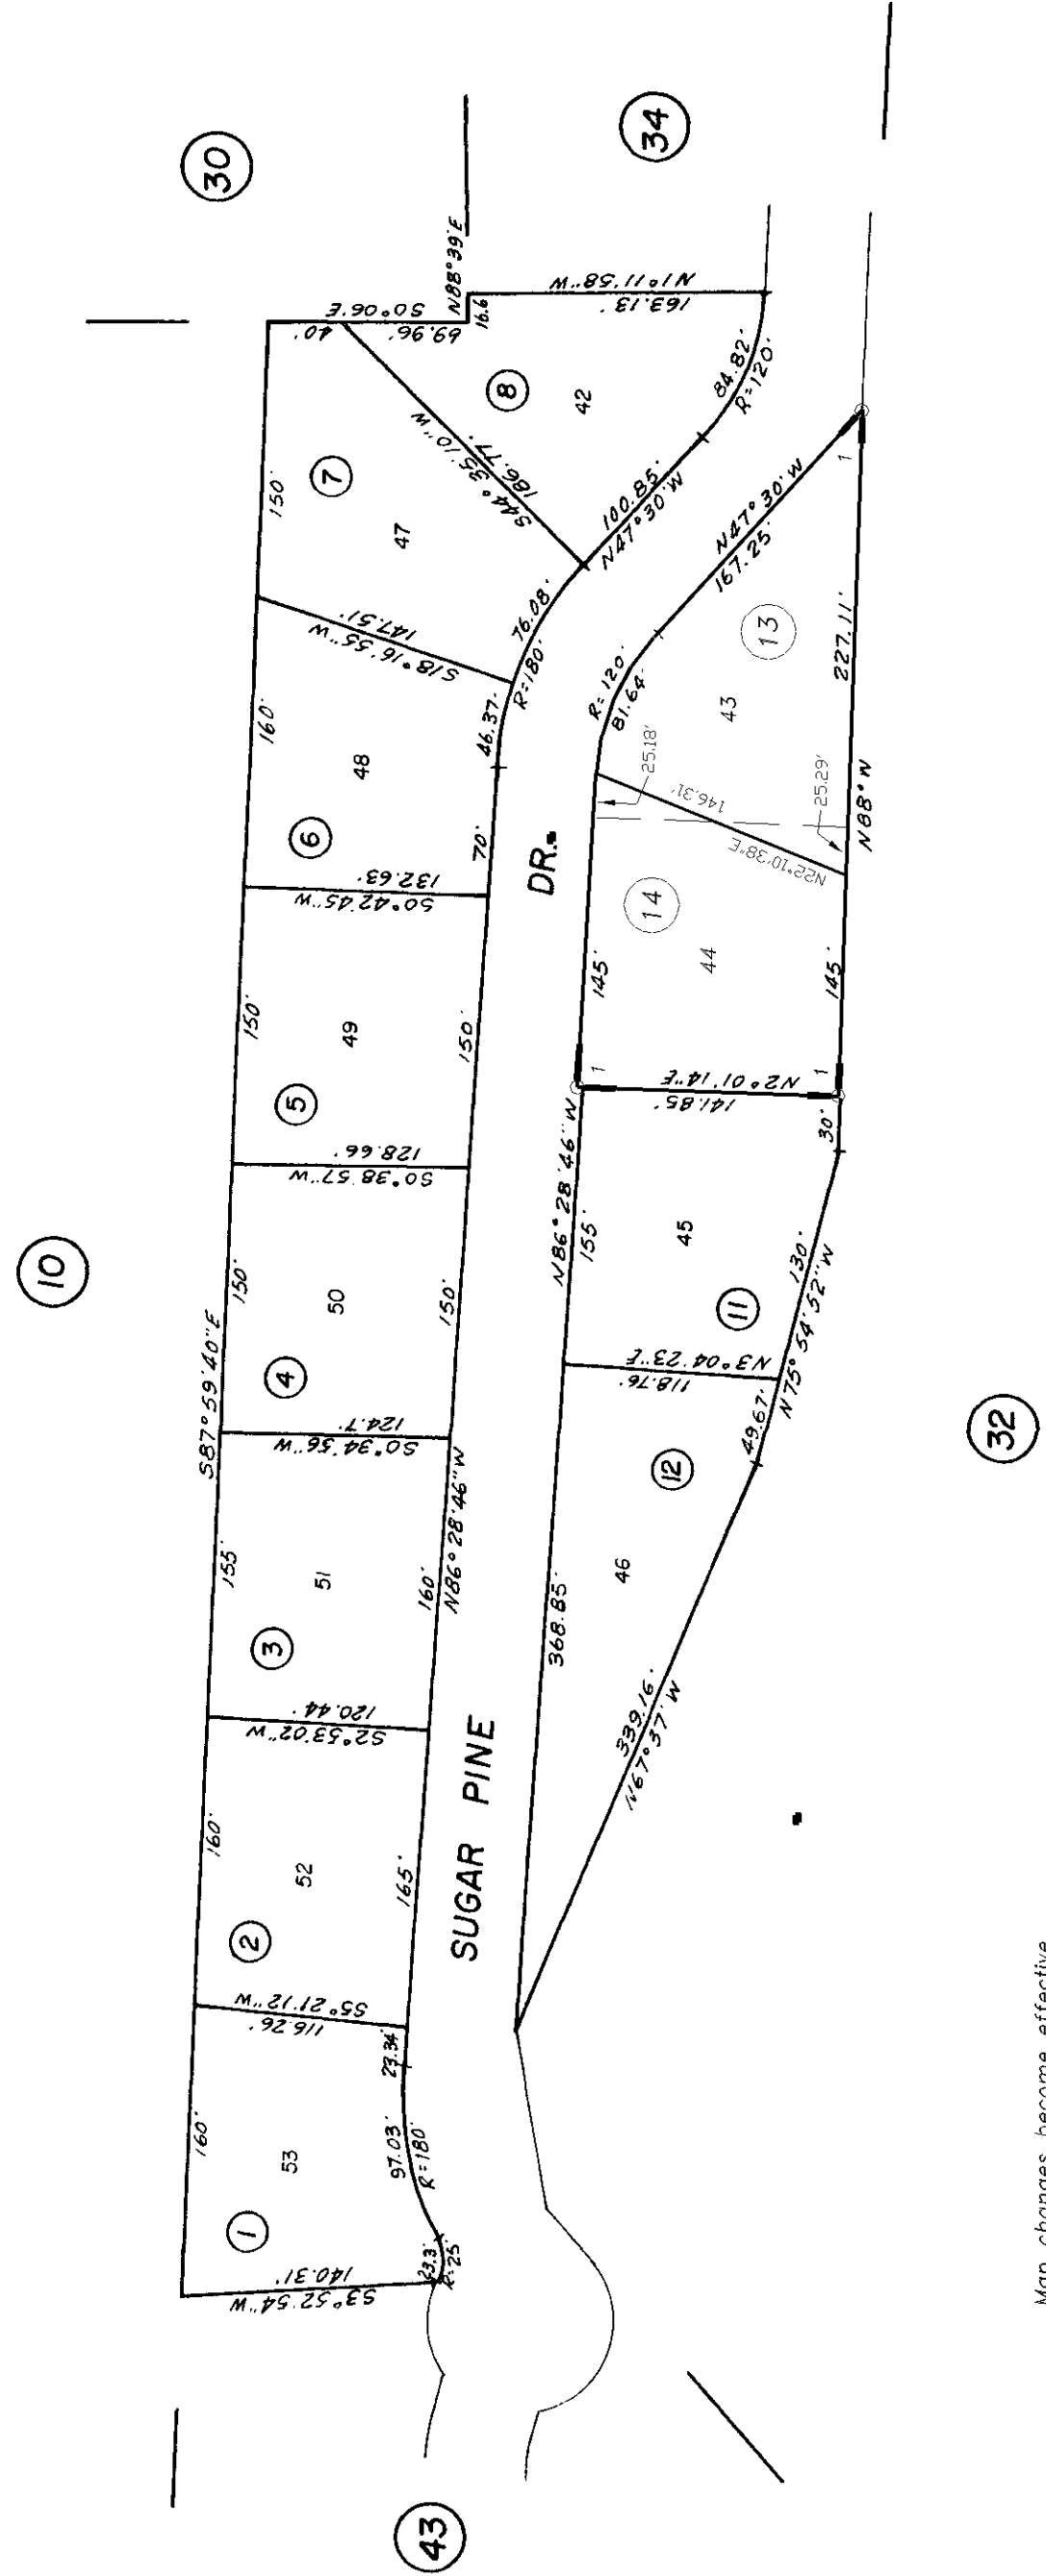 10
30
34
32
43
S87°59'40"E
160'
160'
155'
150'
150'
160'
150'
40'
S0°06'E
69.96'
N88°39'E
16.6
N1°11'58"W
163.13'
1
53
S3°52'54"W
140.31'
23.3'
R=25'
97.03'
R=180'
23.34'
2
52
S5°21'12"W
116.26'
165'
3
51
S2°53'02"W
120.44'
160'
N86°28'46"W
4
50
S0°34'56"W
124.7'
150'
5
49
S0°38'57"W
128.66'
150'
6
48
S0°42'45"W
132.63'
70'
46.37'
7
47
S18°16'55"W
147.51'
R=180'
76.08'
8
42
S44°35'10"W
186.77'
100.85'
N47°30'W
84.82'
R=120'
SUGAR PINE DR.
12
46
368.85'
339.16'
N67°37'W
49.67'
11
45
N3°04'23"E
118.76'
N86°28'46"W
155'
130'
N75°54'52"W
30'
14
44
N2°01'14"E
141.85'
1
1
145'
145'
13
43
N22°10'38"E
146.31'
25.18'
25.29'
R=120'
81.64'
N47°30'W
167.25'
227.11'
N88°W
1
Map changes become effective